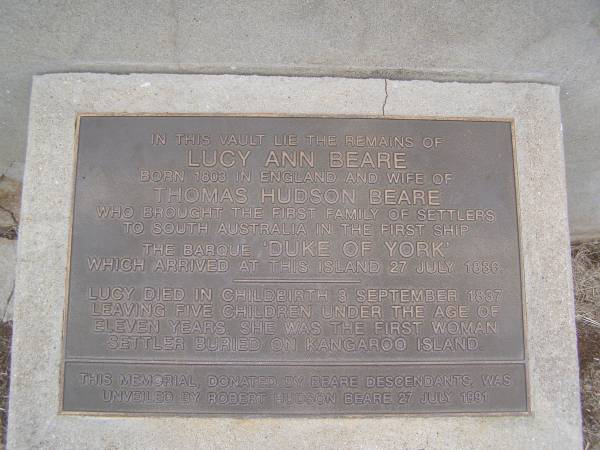 IN THIS VAULT LIE THE REMAINS OF
LUCY ANN BEARE
BORN 1803 IN ENGLAND AND WIFE OF
THOMAS HUDSON BEARE
WHO BROUGHT THE FIRST FAMILY OF SETTLERS
TO SOUTH AUSTRALIA IN THE FIRST SHIP
THE BARQUE 'DUKE OF YORK'
WHICH ARRIVED AT THIS ISLAND 27 JULY 1836.
LUCY DIED IN CHILDBIRTH 3 SEPTEMBER 1837
LEAVING FIVE CHILDREN UNDER THE AGE OF
ELEVEN YEARS. SHE WAS THE FIRST WOMAN
SETTLER BURIED ON KANGAROO ISLAND.
THIS MEMORIAL, DONATED BY BEARE DESCENDANTS, WAS
UNVEILED BY ROBERT HUDSON BEARE 27 JULY 1991